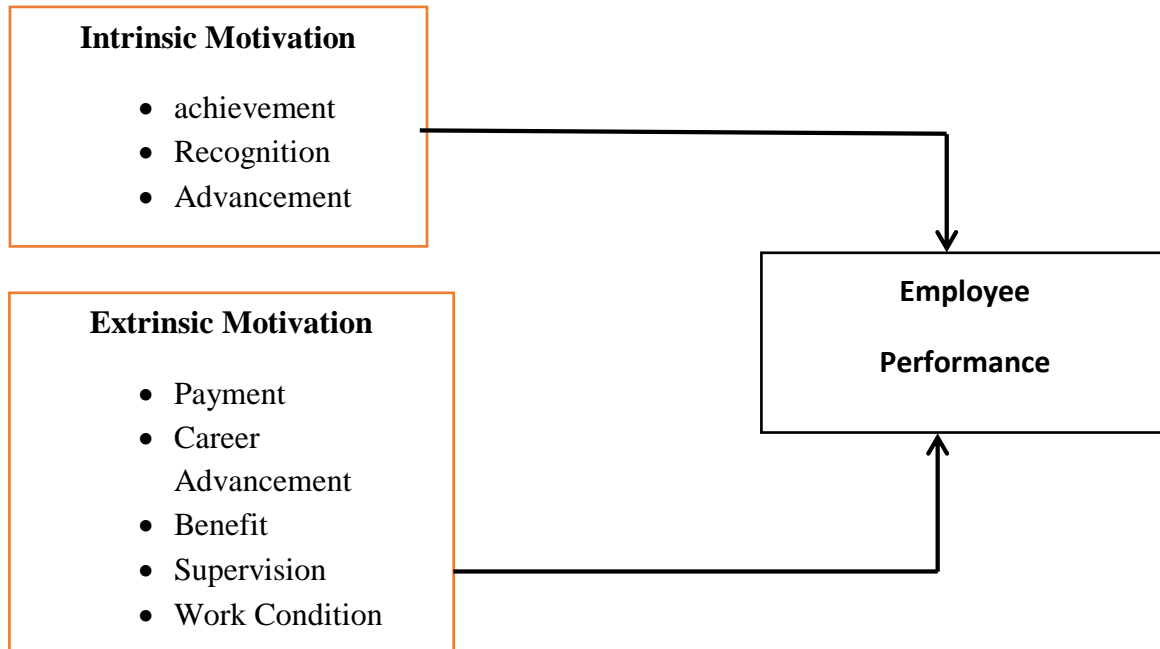 Intrinsic Motivation
• achievement
• Recognition
• Advancement
Extrinsic Motivation
• Payment
• Career
Advancement
• Benefit
• Supervision
• Work Condition
Employee
Performance